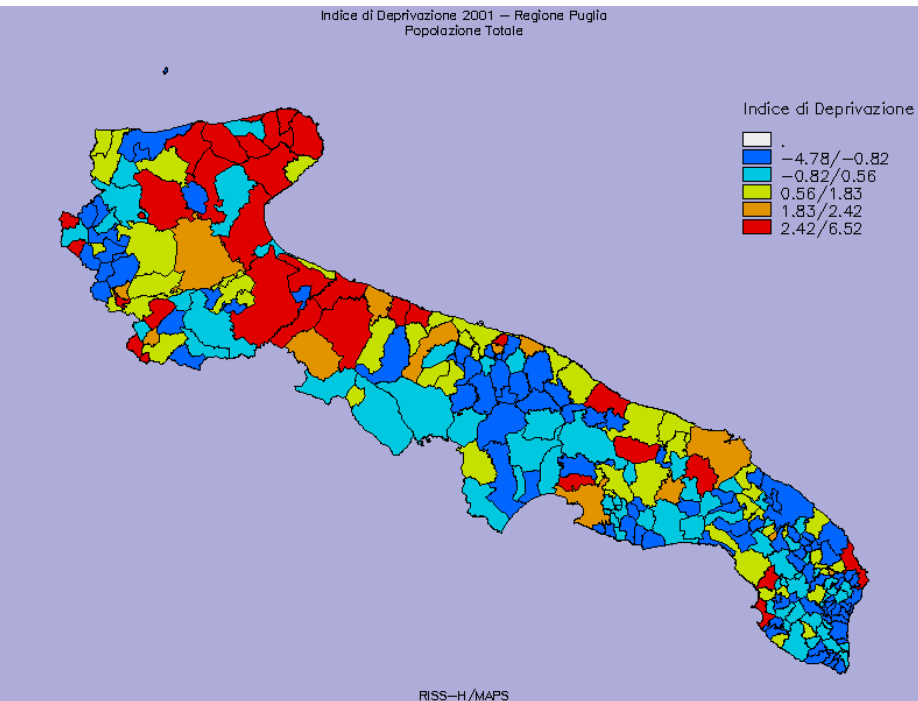 Indice di Deprivazione 2001 – Regione Puglia
Popolazione Totale
Indice di Deprivazione
.
−4.78/−0.82
−0.82/0.56
0.56/1.83
1.83/2.42
2.42/6.52
RISS−H/MAPS